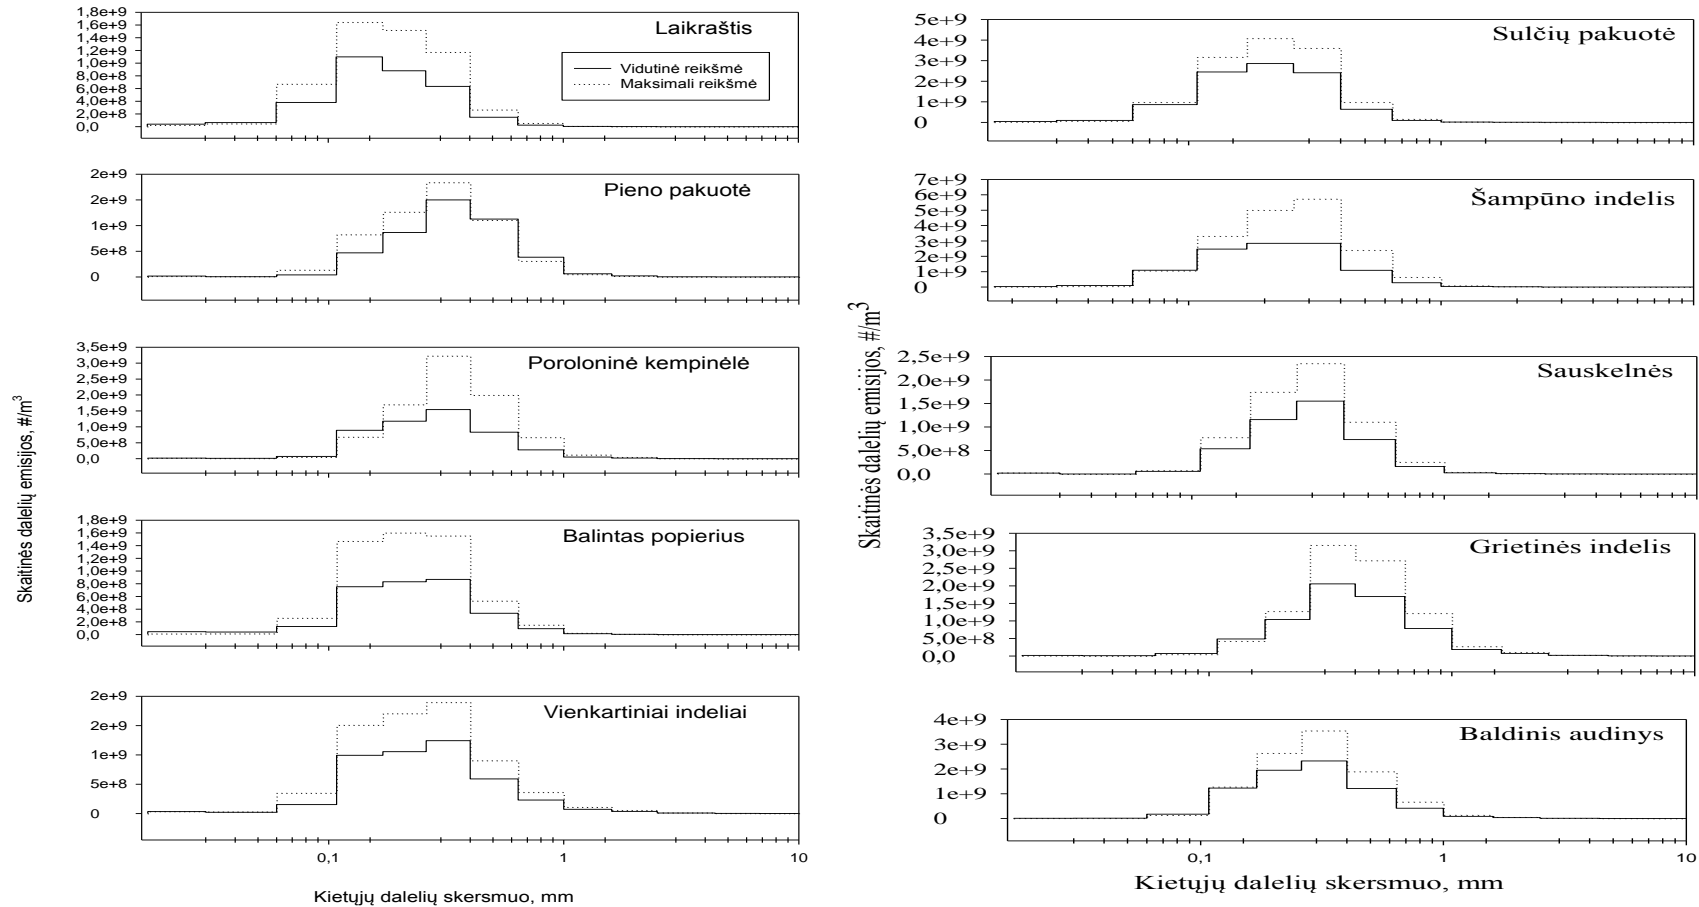 Skaitinės dalelių emisijos, #/m³
1,8e+9
1,6e+9
1,4e+9
1,2e+9
1,0e+9
8,0e+8
6,0e+8
4,0e+8
2,0e+8
0,0
Laikraštis
Vidutinė reikšmė
Maksimali reikšmė
2e+9
2e+9
1e+9
5e+8
0
Pieno pakuotė
3,5e+9
3,0e+9
2,5e+9
2,0e+9
1,5e+9
1,0e+9
5,0e+8
0,0
Poroloninė kempinėlė
1,8e+9
1,6e+9
1,4e+9
1,2e+9
1,0e+9
8,0e+8
6,0e+8
4,0e+8
2,0e+8
0,0
Balintas popierius
2e+9
2e+9
1e+9
5e+8
0
Vienkartiniai indeliai
0,1 1 10
Kietųjų dalelių skersmuo, mm
Skaitinės dalelių emisijos, #/m³
5e+9
4e+9
3e+9
2e+9
1e+9
0
Sulčių pakuotė
7e+9
6e+9
5e+9
4e+9
3e+9
2e+9
1e+9
0
Šampūno indelis
2,5e+9
2,0e+9
1,5e+9
1,0e+9
5,0e+8
0,0
Sauskelnės
3,5e+9
3,0e+9
2,5e+9
2,0e+9
1,5e+9
1,0e+9
5,0e+8
0,0
Grietinės indelis
4e+9
3e+9
2e+9
1e+9
0
Baldinis audinys
0,1 1 10
Kietųjų dalelių skersmuo, mm